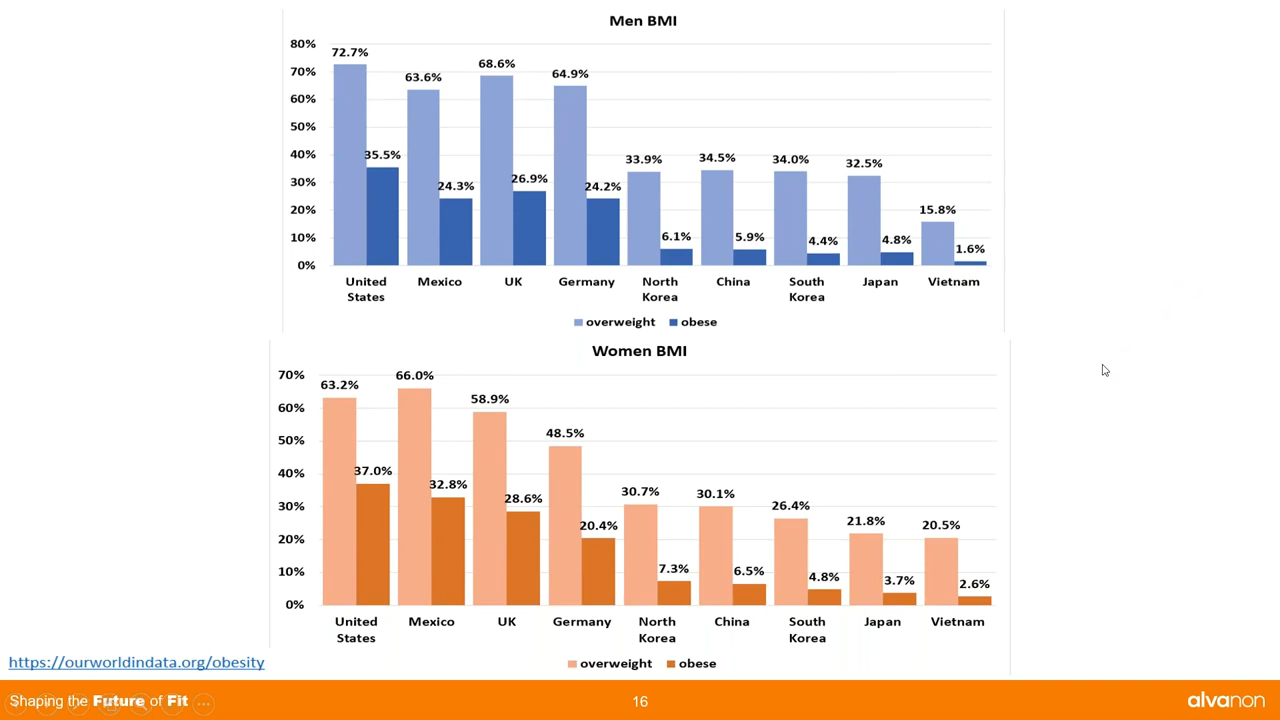 Men BMI
80%
70%
60%
50%
40%
30%
20%
10%
0%
72.7%
35.5%
63.6%
24.3%
68.6%
26.9%
64.9%
24.2%
33.9%
6.1%
34.5%
5.9%
34.0%
4.4%
32.5%
4.8%
15.8%
1.6%
United States
Mexico
UK
Germany
North Korea
China
South Korea
Japan
Vietnam
overweight obese
Women BMI
70%
60%
50%
40%
30%
20%
10%
0%
63.2%
37.0%
66.0%
32.8%
58.9%
28.6%
48.5%
20.4%
30.7%
7.3%
30.1%
6.5%
26.4%
4.8%
21.8%
3.7%
20.5%
2.6%
United States
Mexico
UK
Germany
North Korea
China
South Korea
Japan
Vietnam
overweight obese
https://ourworldindata.org/obesity
Shaping the Future of Fit
16
alvanon